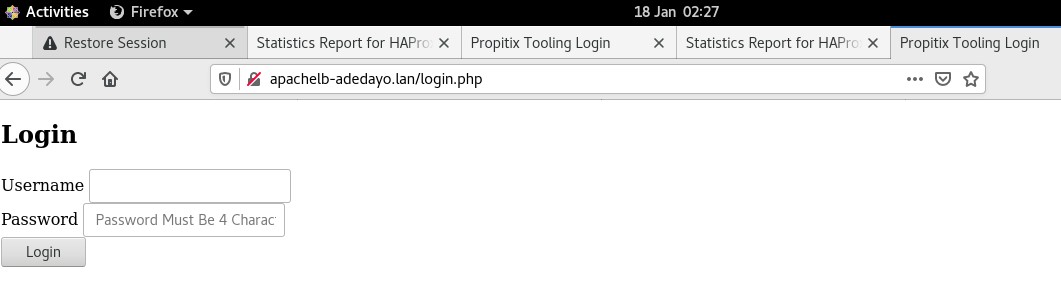 Activities Firefox 18 Jan 02:27
Restore Session Statistics Report for HAPro Propitix Tooling Login Statistics Report for HAPro Propitix Tooling Login
apachelb-adedayo.lan/login.php
Login
Username
Password Password Must Be 4 Charac
Login